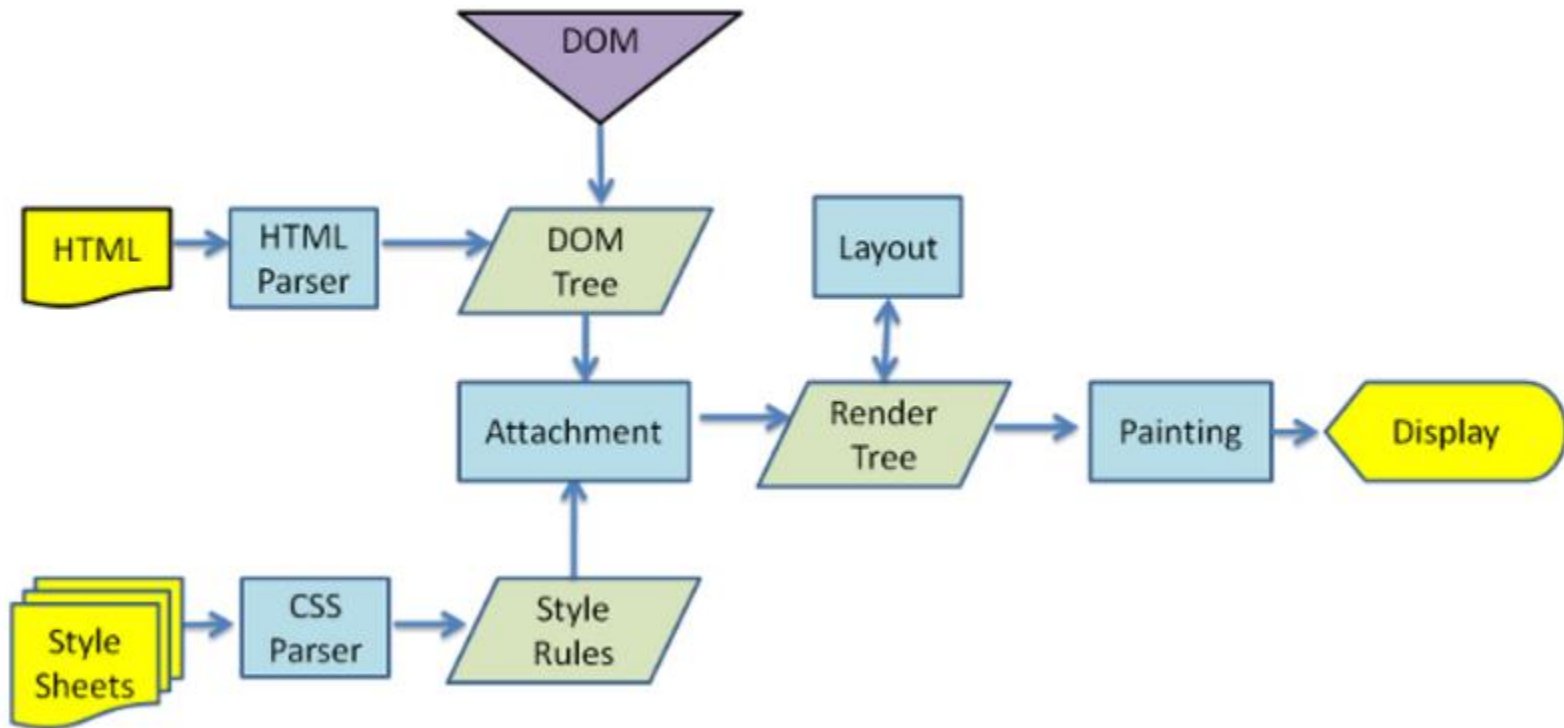 DOM
HTML
HTML
Parser
DOM
Tree
Layout
Attachment
Render
Tree
Painting
Display
Style
Sheets
CSS
Parser
Style
Rules